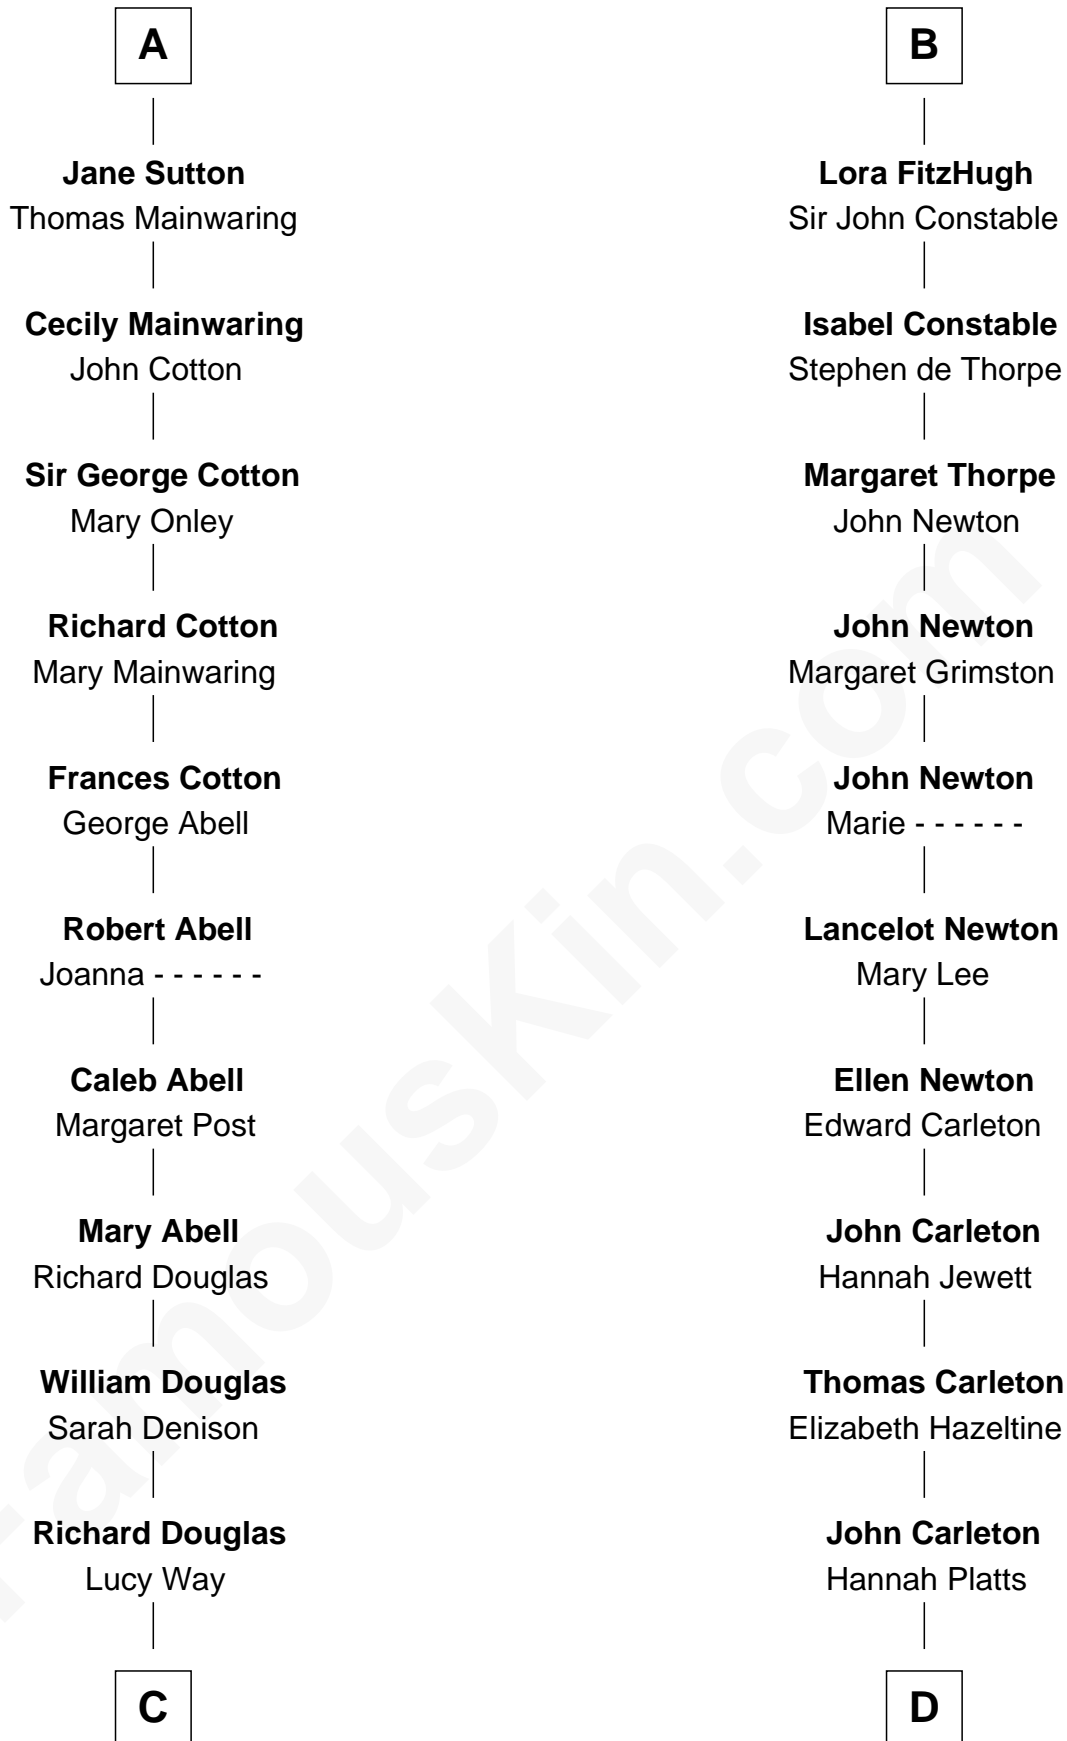 A
Jane Sutton
Thomas Mainwaring
Cecily Mainwaring
John Cotton
Sir George Cotton
Mary Onley
Richard Cotton
Mary Mainwaring
Frances Cotton
George Abell
Robert Abell
Joanna - - - - - -
Caleb Abell
Margaret Post
Mary Abell
Richard Douglas
William Douglas
Sarah Denison
Richard Douglas
Lucy Way
C
B
Lora FitzHugh
Sir John Constable
Isabel Constable
Stephen de Thorpe
Margaret Thorpe
John Newton
John Newton
Margaret Grimston
John Newton
Marie - - - - - -
Lancelot Newton
Mary Lee
Ellen Newton
Edward Carleton
John Carleton
Hannah Jewett
Thomas Carleton
Elizabeth Hazeltine
John Carleton
Hannah Platts
D
FamousKin.com